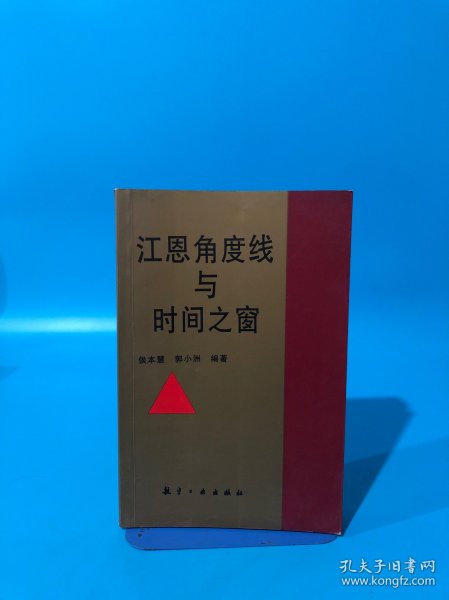 江恩角度线
与
时间之窗
侯本慧 郭小洲 编著
航空工业出版社
孔夫子旧书网
www.kongfz.com